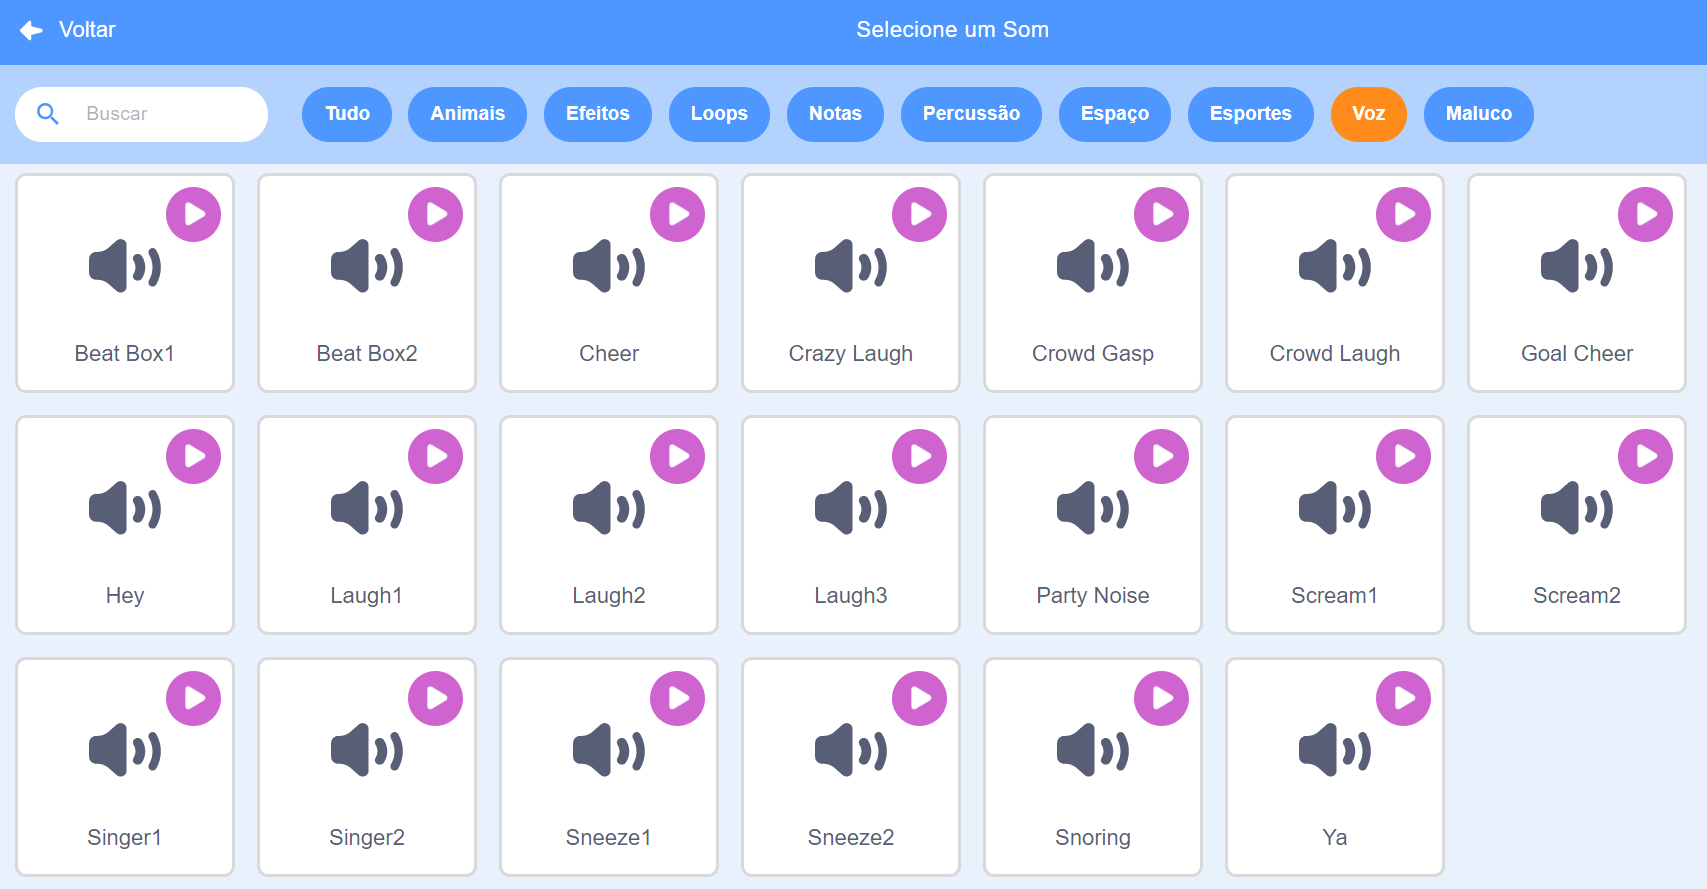 Voltar
Selecione um Som
Buscar
Tudo
Animais
Efeitos
Loops
Notas
Percussão
Espaço
Esportes
Voz
Maluco
Beat Box1
Beat Box2
Cheer
Crazy Laugh
Crowd Gasp
Crowd Laugh
Goal Cheer
Hey
Laugh1
Laugh2
Laugh3
Party Noise
Scream1
Scream2
Singer1
Singer2
Sneeze1
Sneeze2
Snoring
Ya